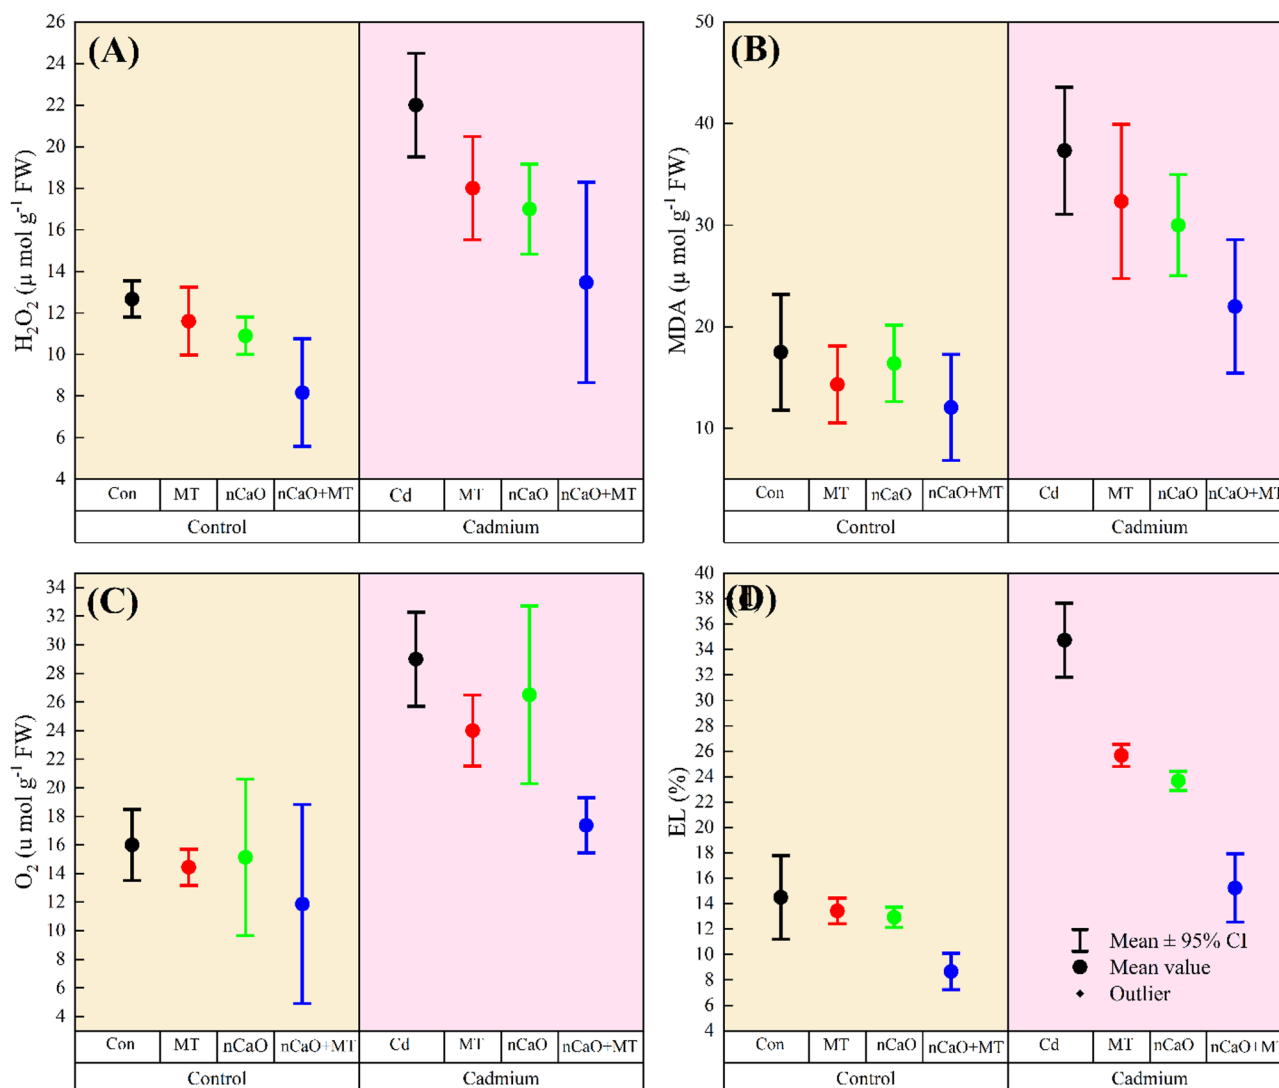 (A)
H₂O₂ (µ mol g⁻¹ FW)
26
24
22
20
18
16
14
12
10
8
6
4
Con MT nCaO nCaO+MT Cd MT nCaO nCaO+MT
Control Cadmium
(B)
MDA (µ mol g⁻¹ FW)
50
40
30
20
10
Con MT nCaO nCaO+MT Cd MT nCaO nCaO+MT
Control Cadmium
(C)
O₂ (u mol g⁻¹ FW)
34
32
30
28
26
24
22
20
18
16
14
12
10
8
6
4
Con MT nCaO nCaO+MT Cd MT nCaO nCaO+MT
Control Cadmium
(D)
EL (%)
40
38
36
34
32
30
28
26
24
22
20
18
16
14
12
10
8
6
4
Mean ± 95% CI
Mean value
Outlier
Con MT nCaO nCaO+MT Cd MT nCaO nCaO+MT
Control Cadmium